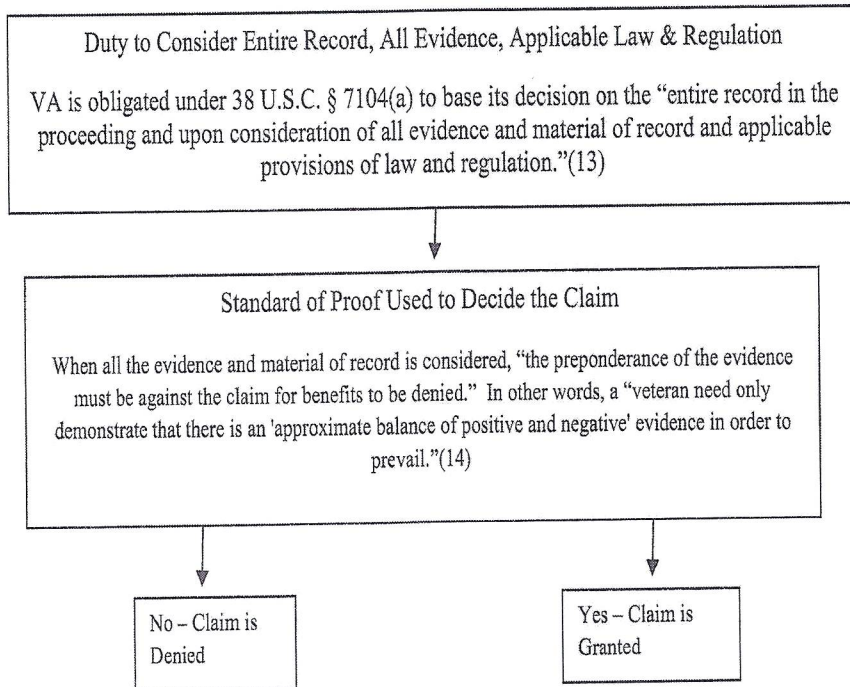 Duty to Consider Entire Record, All Evidence, Applicable Law & Regulation
VA is obligated under 38 U.S.C. § 7104(a) to base its decision on the “entire record in the
proceeding and upon consideration of all evidence and material of record and applicable
provisions of law and regulation.”(13)
Standard of Proof Used to Decide the Claim
When all the evidence and material of record is considered, “the preponderance of the evidence
must be against the claim for benefits to be denied.” In other words, a “veteran need only
demonstrate that there is an 'approximate balance of positive and negative' evidence in order to
prevail.”(14)
No – Claim is
Denied
Yes – Claim is
Granted